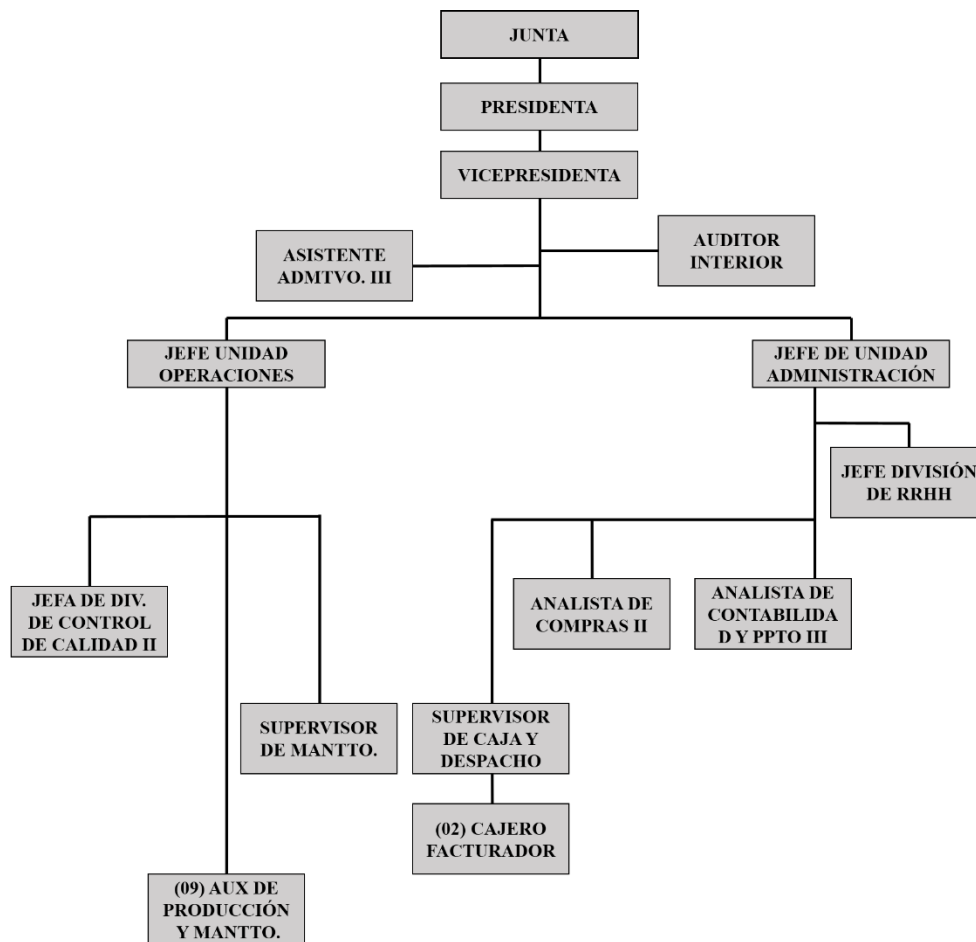 JUNTA
PRESIDENTA
VICEPRESIDENTA
ASISTENTE
ADMTVO. III
AUDITOR
INTERIOR
JEFE UNIDAD
OPERACIONES
JEFE DE UNIDAD
ADMINISTRACIÓN
JEFE DIVISIÓN
DE RRHH
JEFA DE DIV.
DE CONTROL
DE CALIDAD II
ANALISTA DE
COMPRAS II
ANALISTA DE
CONTABILIDA
D Y PPTO III
SUPERVISOR
DE MANTTO.
SUPERVISOR
DE CAJA Y
DESPACHO
(02) CAJERO
FACTURADOR
(09) AUX DE
PRODUCCIÓN
Y MANTTO.